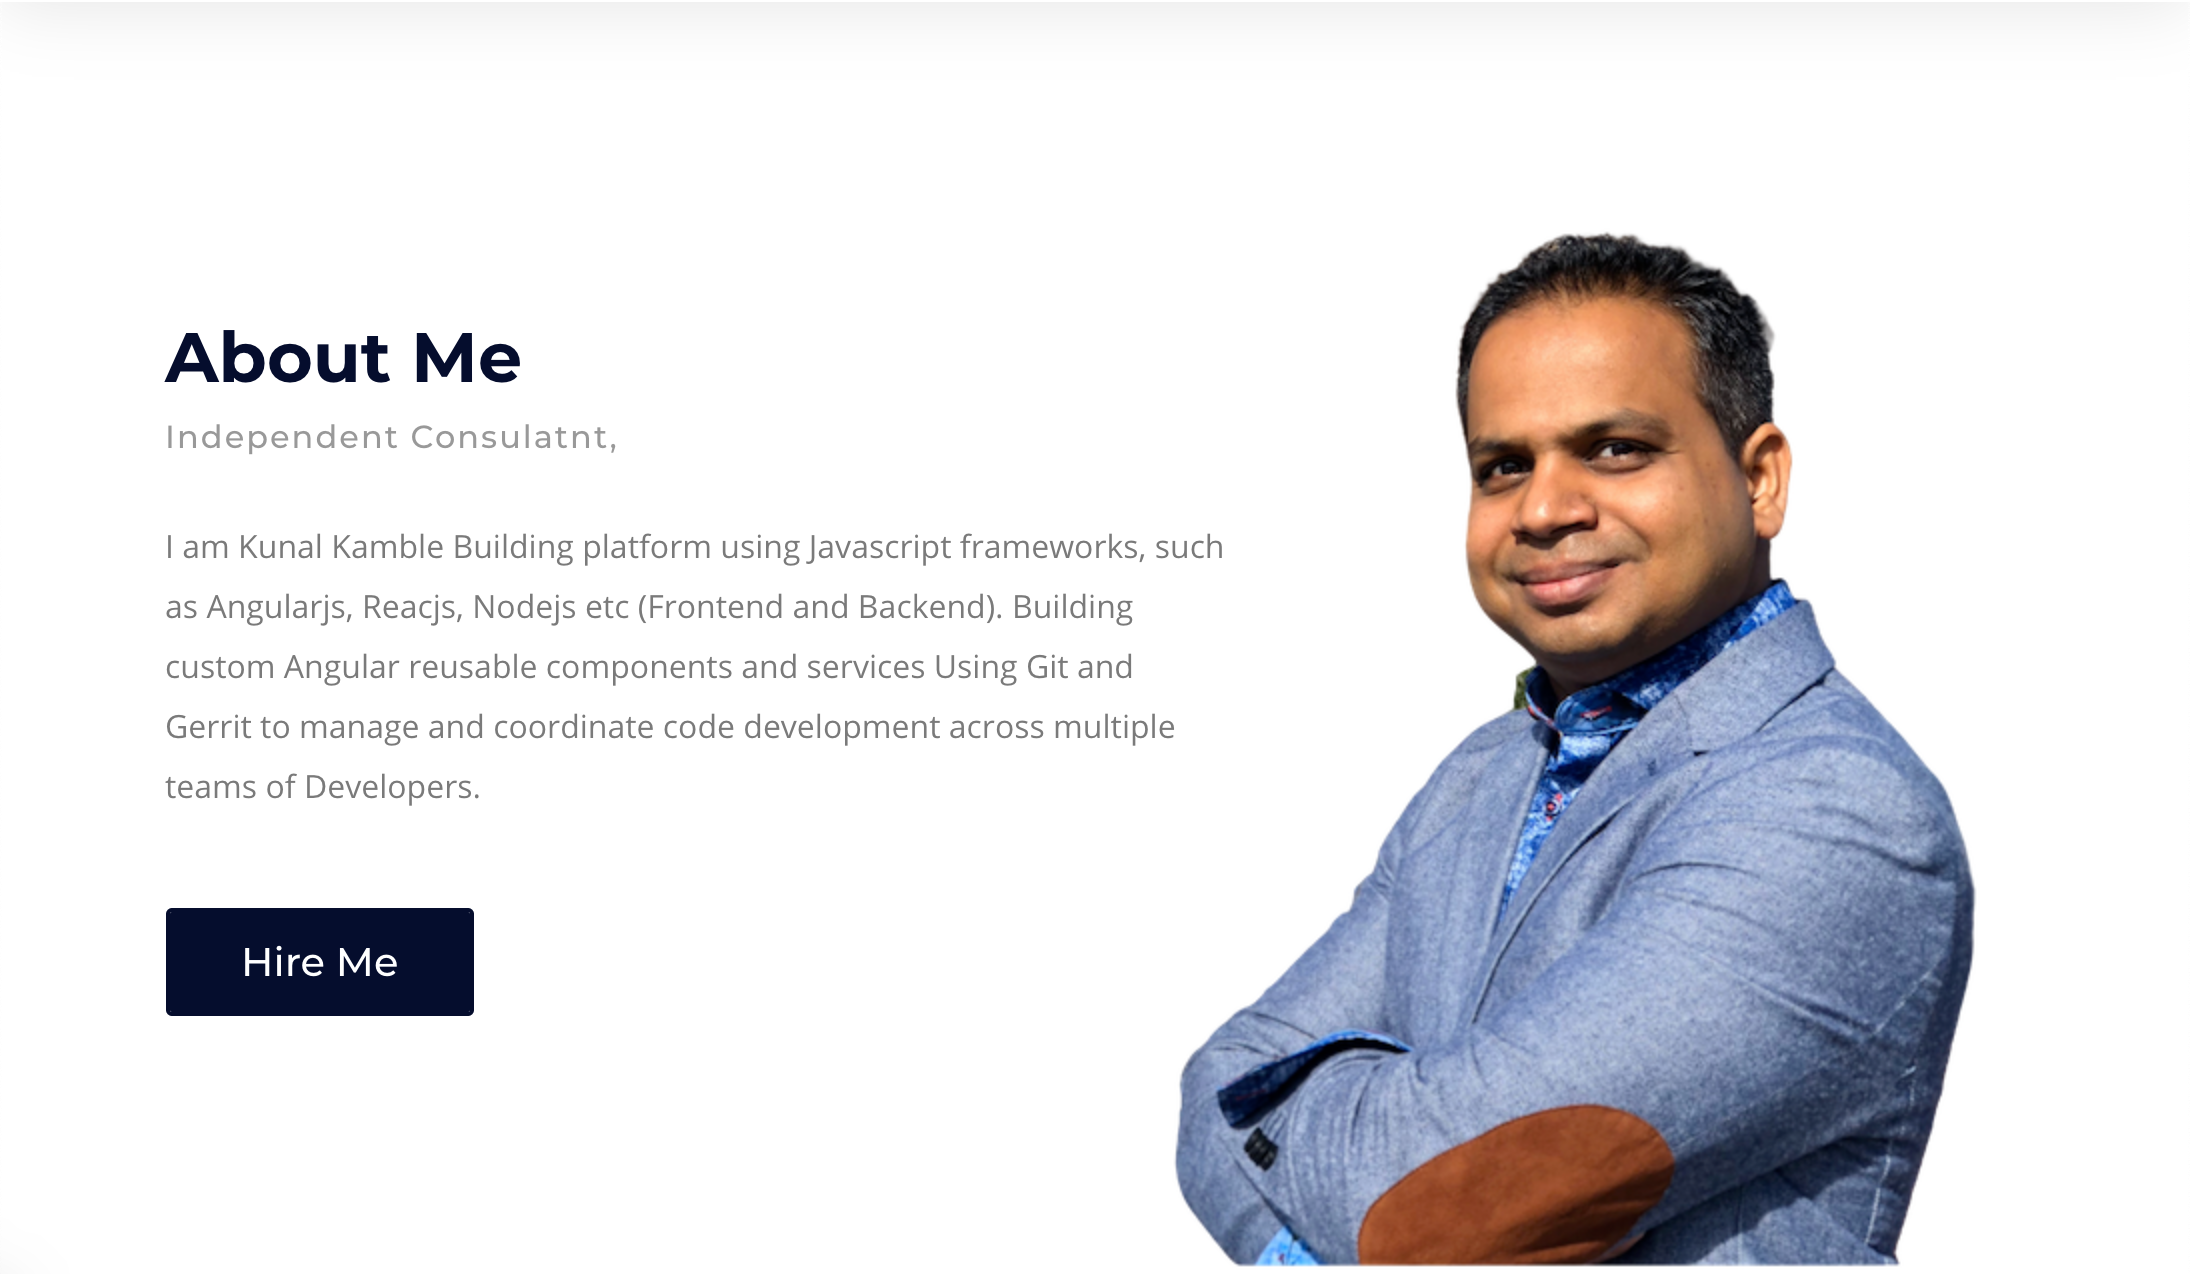 About Me
Independent Consulatnt,
I am Kunal Kamble Building platform using Javascript frameworks, such
as Angularjs, Reacjs, Nodejs etc (Frontend and Backend). Building
custom Angular reusable components and services Using Git and
Gerrit to manage and coordinate code development across multiple
teams of Developers.
Hire Me